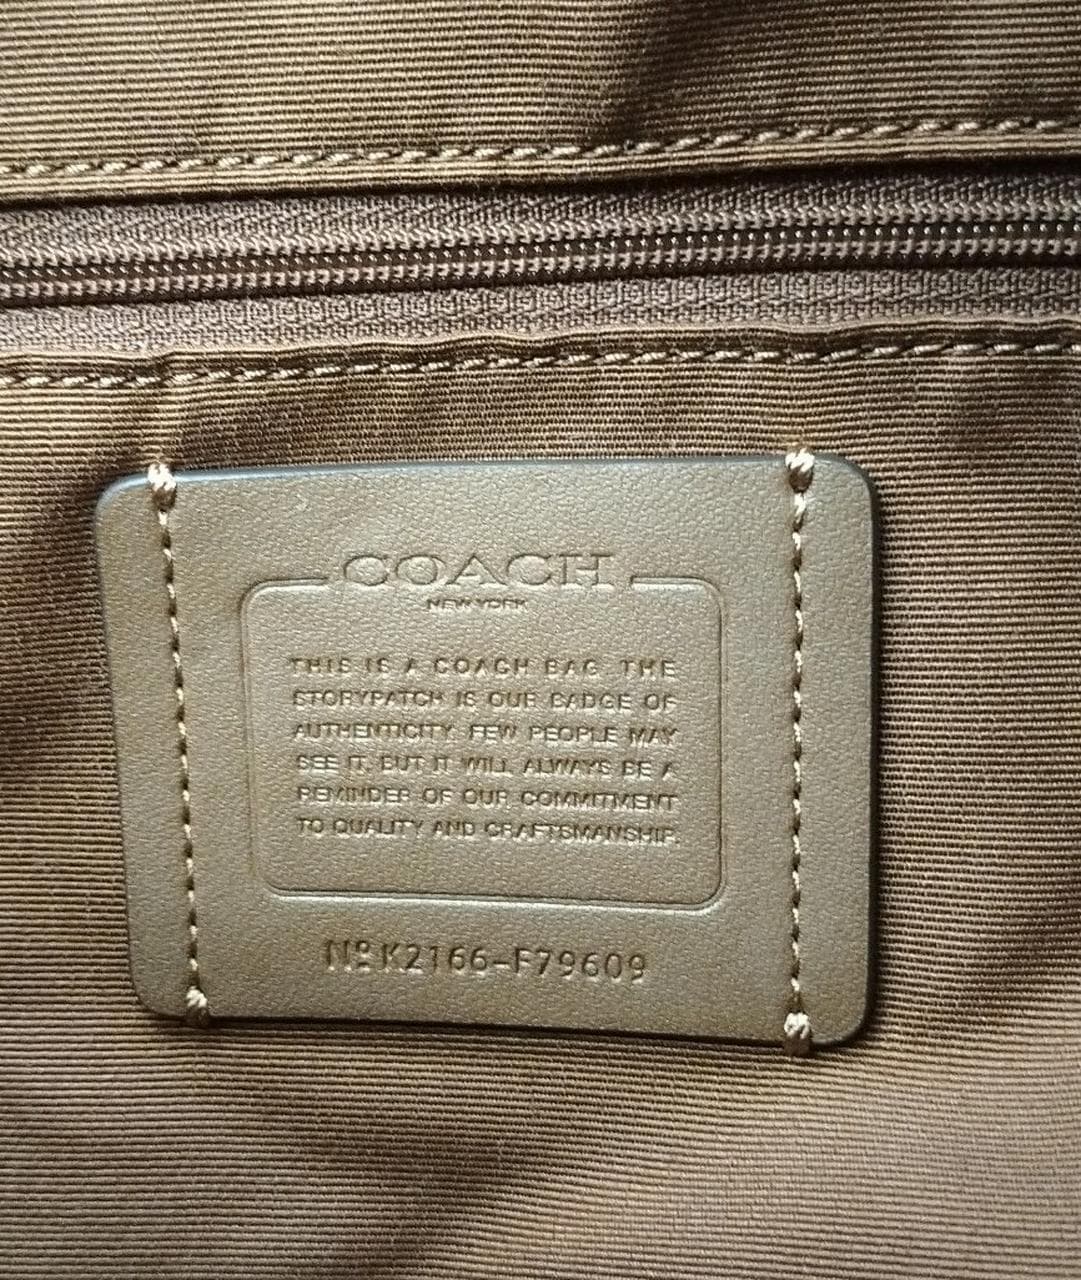 COACH
NEW YORK
THIS IS A COACH BAG. THE
STORYPATCH IS OUR BADGE OF
AUTHENTICITY. FEW PEOPLE MAY
SEE IT, BUT IT WILL ALWAYS BE A
REMINDER OF OUR COMMITMENT
TO QUALITY AND CRAFTSMANSHIP.
Nº K2166-F79609